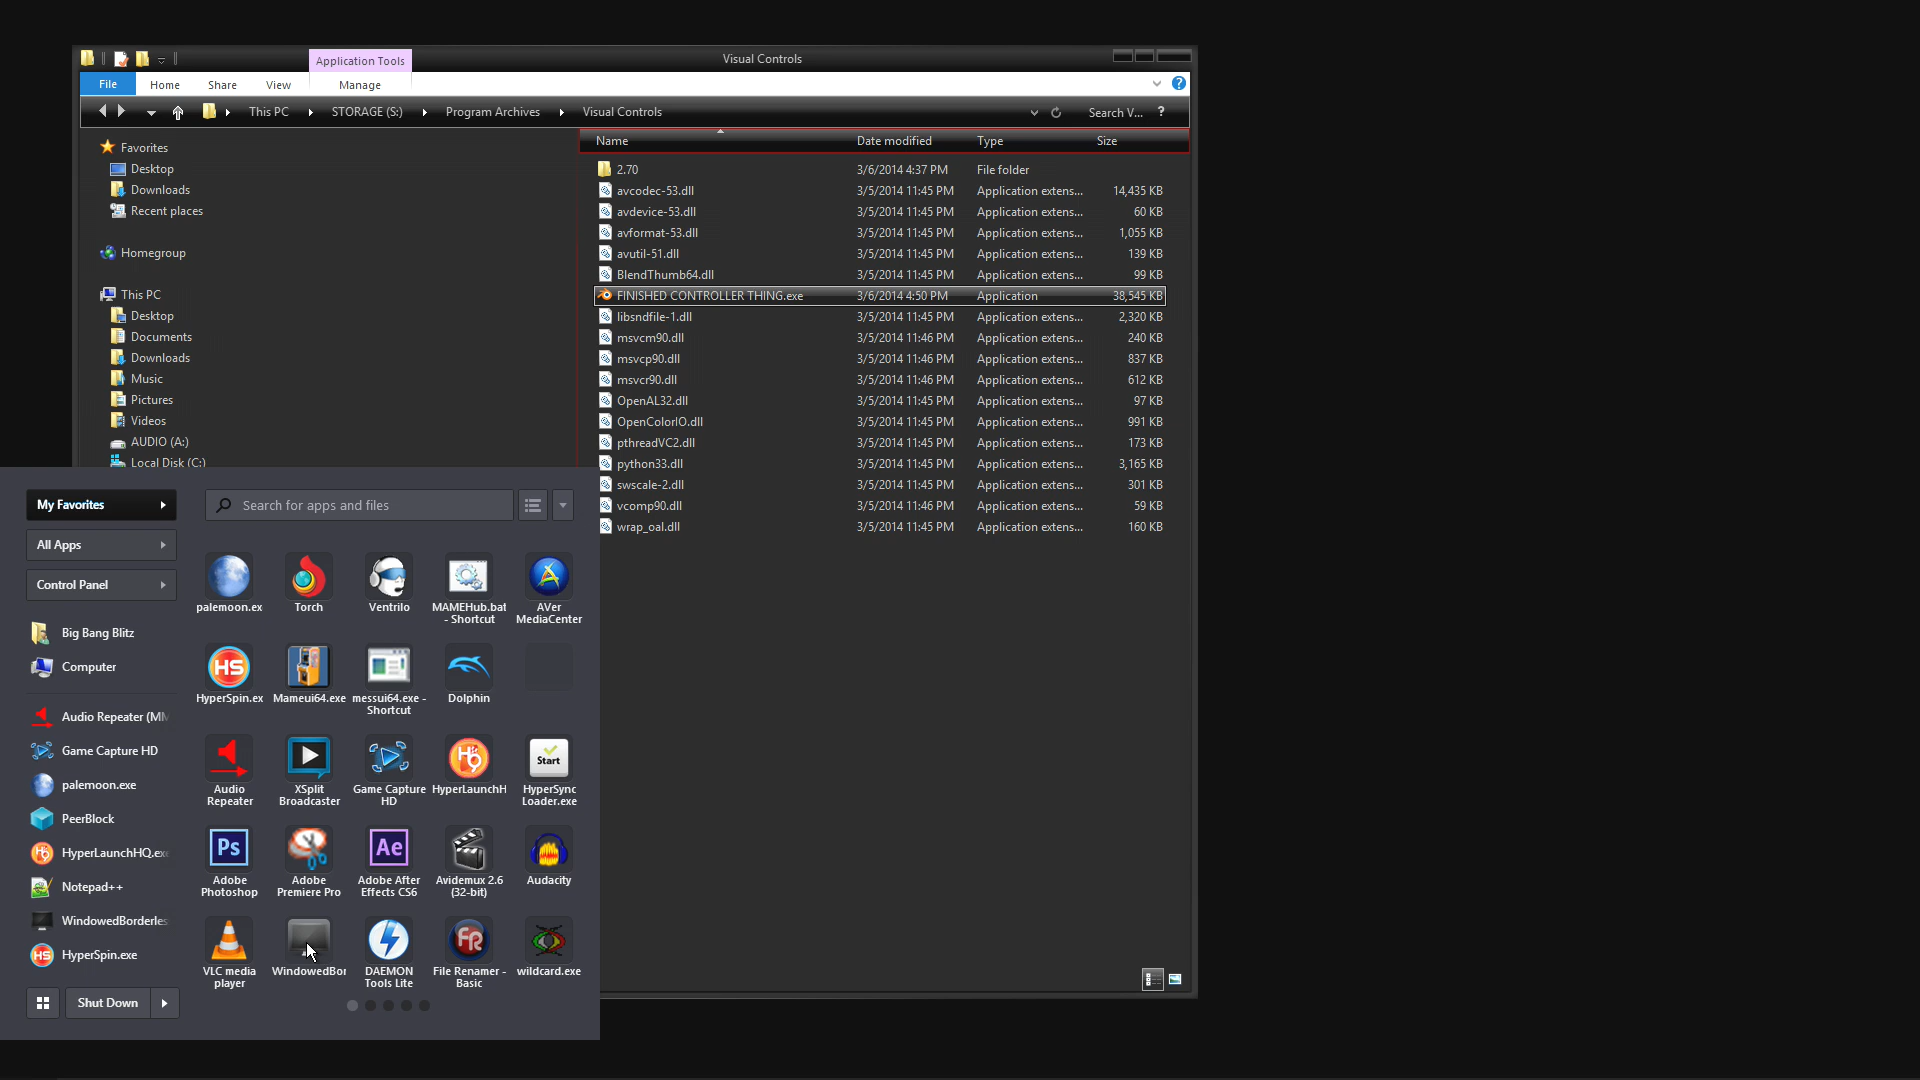 Application Tools
Visual Controls
File
Home
Share
View
Manage
This PC
STORAGE (S:)
Program Archives
Visual Controls
Search V...
?
Favorites
Desktop
Downloads
Recent places
Homegroup
This PC
Desktop
Documents
Downloads
Music
Pictures
Videos
AUDIO (A:)
Local Disk (C:)
Name Date modified Type Size
2.70 3/6/2014 4:37 PM File folder
avcodec-53.dll 3/5/2014 11:45 PM Application extens... 14,435 KB
avdevice-53.dll 3/5/2014 11:45 PM Application extens... 60 KB
avformat-53.dll 3/5/2014 11:45 PM Application extens... 1,055 KB
avutil-51.dll 3/5/2014 11:45 PM Application extens... 139 KB
BlendThumb64.dll 3/5/2014 11:45 PM Application extens... 99 KB
FINISHED CONTROLLER THING.exe 3/6/2014 4:50 PM Application 38,545 KB
libsndfile-1.dll 3/5/2014 11:45 PM Application extens... 2,320 KB
msvcm90.dll 3/5/2014 11:46 PM Application extens... 240 KB
msvcp90.dll 3/5/2014 11:46 PM Application extens... 837 KB
msvcr90.dll 3/5/2014 11:46 PM Application extens... 612 KB
OpenAL32.dll 3/5/2014 11:45 PM Application extens... 97 KB
OpenColorIO.dll 3/5/2014 11:45 PM Application extens... 991 KB
pthreadVC2.dll 3/5/2014 11:45 PM Application extens... 173 KB
python33.dll 3/5/2014 11:45 PM Application extens... 3,165 KB
swscale-2.dll 3/5/2014 11:45 PM Application extens... 301 KB
vcomp90.dll 3/5/2014 11:46 PM Application extens... 59 KB
wrap_oal.dll 3/5/2014 11:45 PM Application extens... 160 KB
My Favorites
All Apps
Control Panel
Big Bang Blitz
Computer
Audio Repeater (MM
Game Capture HD
palemoon.exe
PeerBlock
HyperLaunchHQ.exe
Notepad++
WindowedBorderles
HyperSpin.exe
Shut Down
Search for apps and files
palemoon.ex
Torch
Ventrilo
MAMEHub.bat
- Shortcut
AVer
MediaCenter
HS
HyperSpin.ex
Mameui64.exe
messui64.exe -
Shortcut
Dolphin
Audio
Repeater
XSplit
Broadcaster
Game Capture
HD
HQ
HyperLaunchH
Start
HyperSync
Loader.exe
Ps
Adobe
Photoshop
Adobe
Premiere Pro
Ae
Adobe After
Effects CS6
Avidemux 2.6
(32-bit)
Audacity
VLC media
player
WindowedBor
DAEMON
Tools Lite
FR
File Renamer -
Basic
wildcard.exe